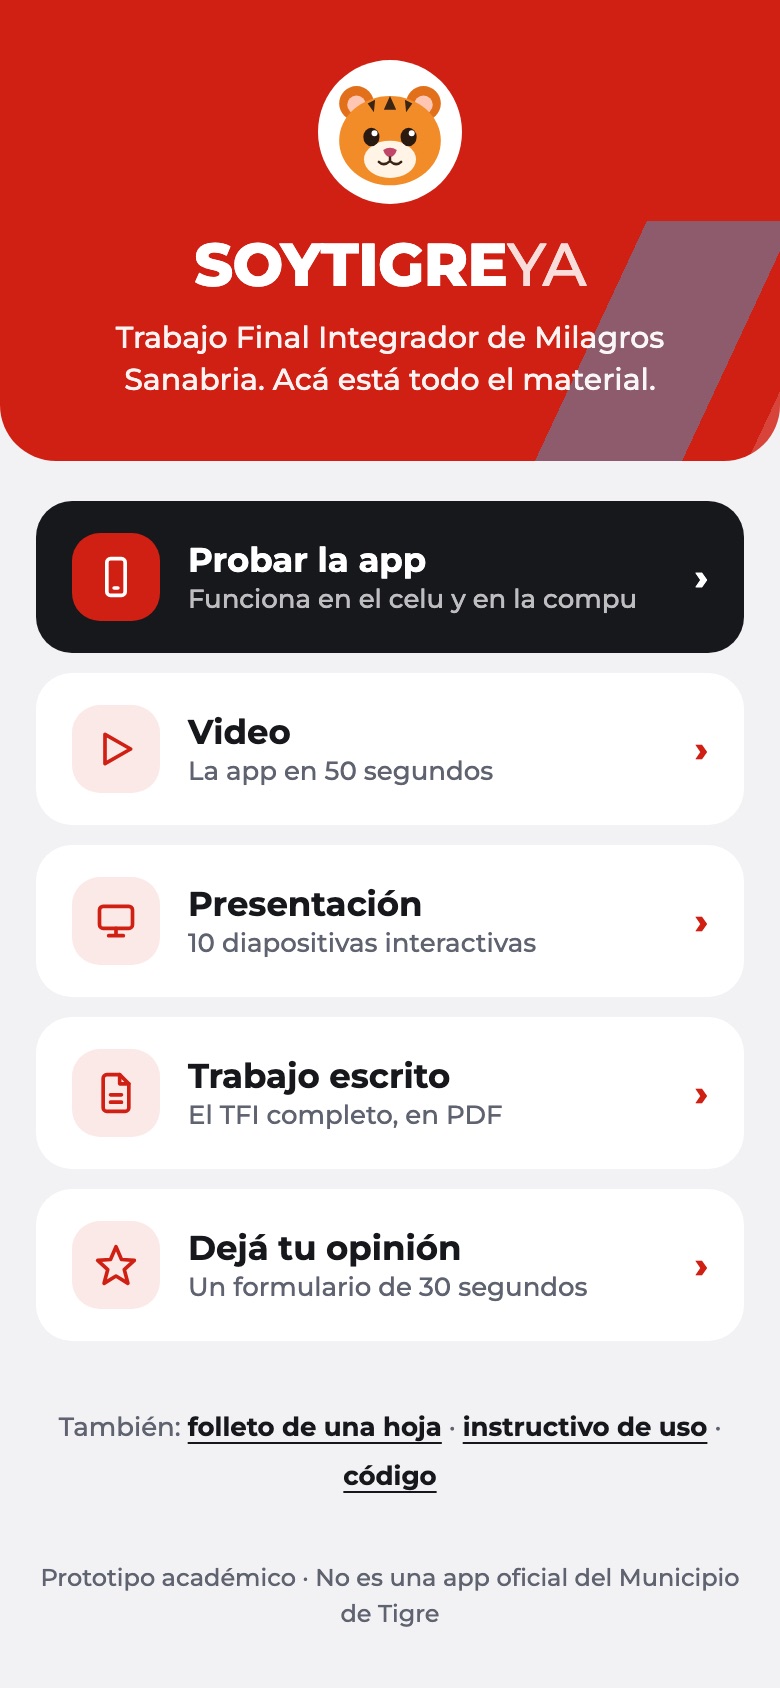 SOYTIGREYA
Trabajo Final Integrador de Milagros
Sanabria. Acá está todo el material.
Probar la app
Funciona en el celu y en la compu
›
Video
La app en 50 segundos
›
Presentación
10 diapositivas interactivas
›
Trabajo escrito
El TFI completo, en PDF
›
Dejá tu opinión
Un formulario de 30 segundos
›
También: folleto de una hoja · instructivo de uso ·
código
Prototipo académico · No es una app oficial del Municipio
de Tigre